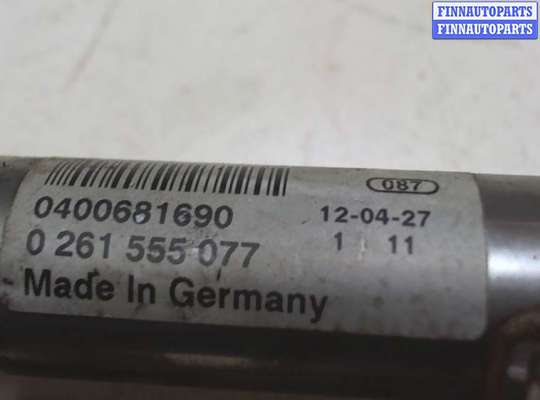 FINNAUTOPARTS
FINNAUTOPARTS
087
0400681690
12-04-27
0 261 555 077
1 11
Made In Germany